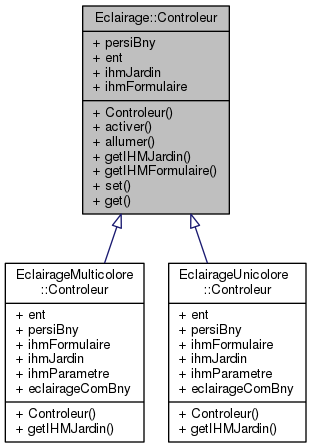 Eclairage::Controleur
+ persiBny
+ ent
+ ihmJardin
+ ihmFormulaire
+ Controleur()
+ activer()
+ allumer()
+ getIHMJardin()
+ getIHMFormulaire()
+ set()
+ get()
EclairageMulticolore
::Controleur
+ ent
+ persiBny
+ ihmFormulaire
+ ihmJardin
+ ihmParametre
+ eclairageComBny
+ Controleur()
+ getIHMJardin()
EclairageUnicolore
::Controleur
+ ent
+ persiBny
+ ihmFormulaire
+ ihmJardin
+ ihmParametre
+ eclairageComBny
+ Controleur()
+ getIHMJardin()